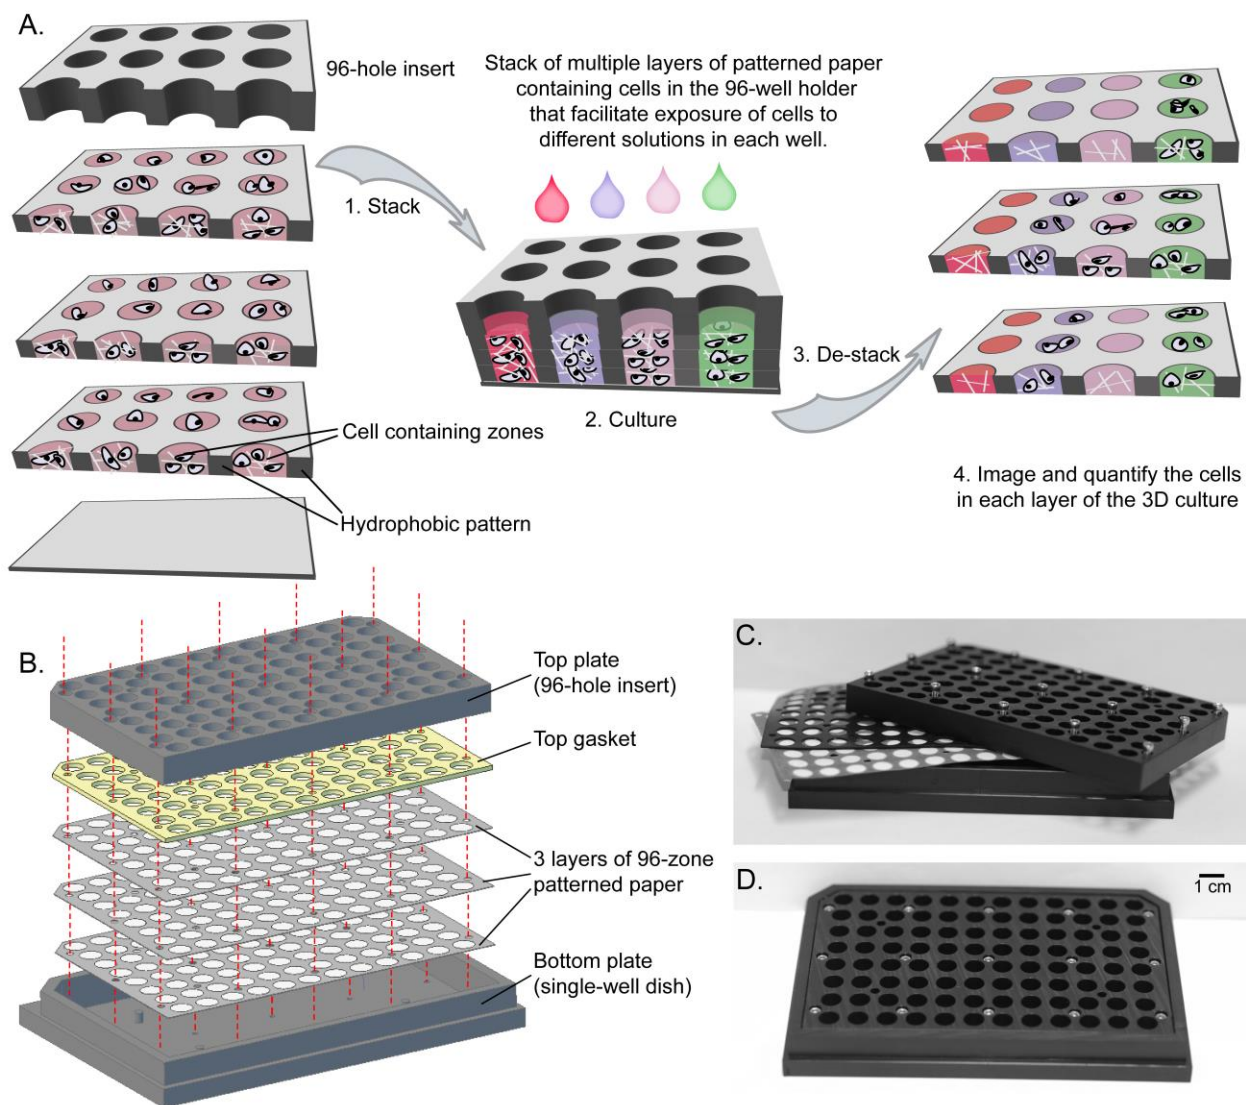 A.
96-hole insert
Stack of multiple layers of patterned paper
containing cells in the 96-well holder
that facilitate exposure of cells to
different solutions in each well.
1. Stack
2. Culture
3. De-stack
Cell containing zones
Hydrophobic pattern
4. Image and quantify the cells
in each layer of the 3D culture
B.
Top plate
(96-hole insert)
Top gasket
3 layers of 96-zone
patterned paper
Bottom plate
(single-well dish)
C.
D.
1 cm